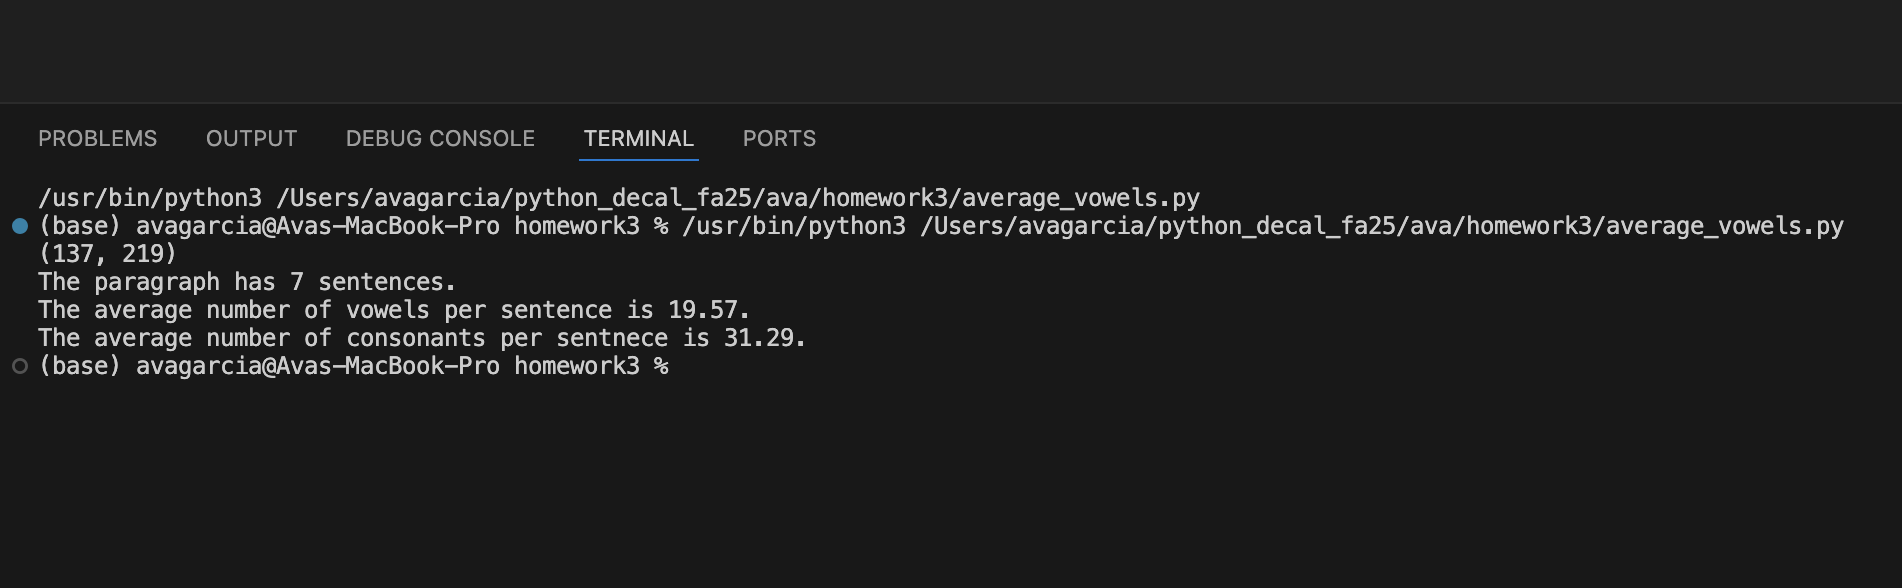 PROBLEMS OUTPUT DEBUG CONSOLE TERMINAL PORTS
/usr/bin/python3 /Users/avagarcia/python_decal_fa25/ava/homework3/average_vowels.py
(base) avagarcia@Avas-MacBook-Pro homework3 % /usr/bin/python3 /Users/avagarcia/python_decal_fa25/ava/homework3/average_vowels.py
(137, 219)
The paragraph has 7 sentences.
The average number of vowels per sentence is 19.57.
The average number of consonants per sentnece is 31.29.
(base) avagarcia@Avas-MacBook-Pro homework3 %